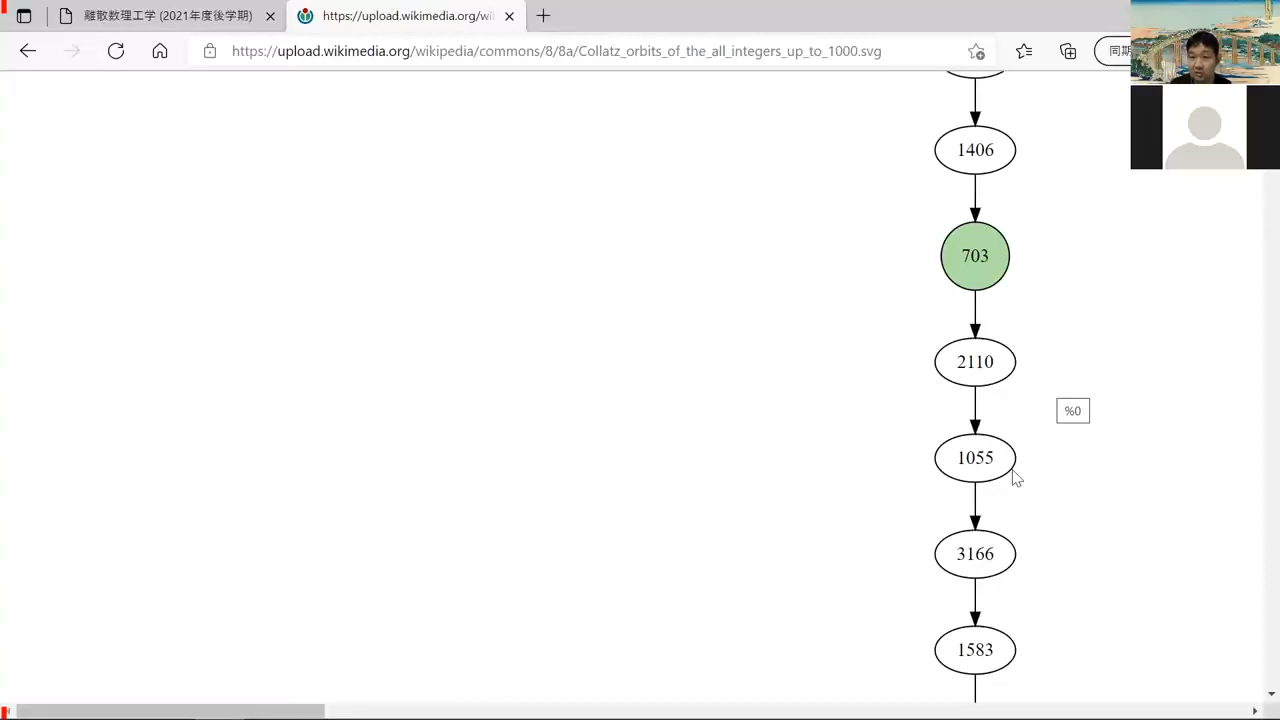 離散数理工学 (2021年度後学期)
https://upload.wikimedia.org/wi
https://upload.wikimedia.org/wikipedia/commons/8/8a/Collatz_orbits_of_the_all_integers_up_to_1000.svg
同期
1406
703
2110
%0
1055
3166
1583